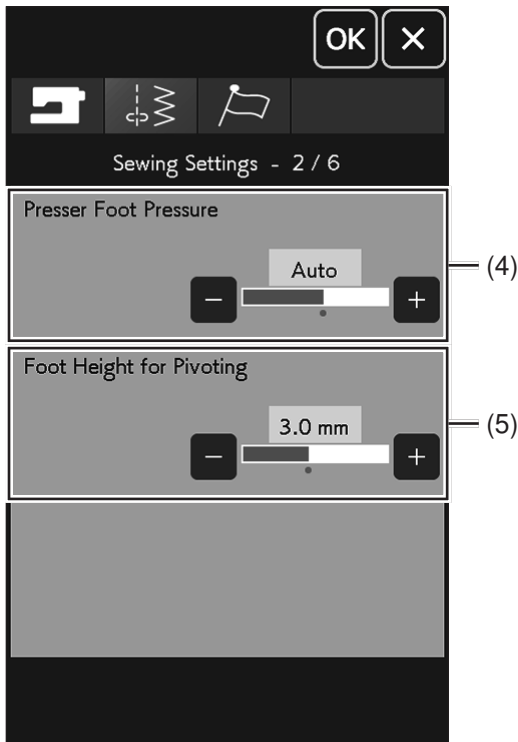 OK ×
Sewing Settings - 2 / 6
Presser Foot Pressure
(4)
Auto
− +
Foot Height for Pivoting
(5)
3.0 mm
− +